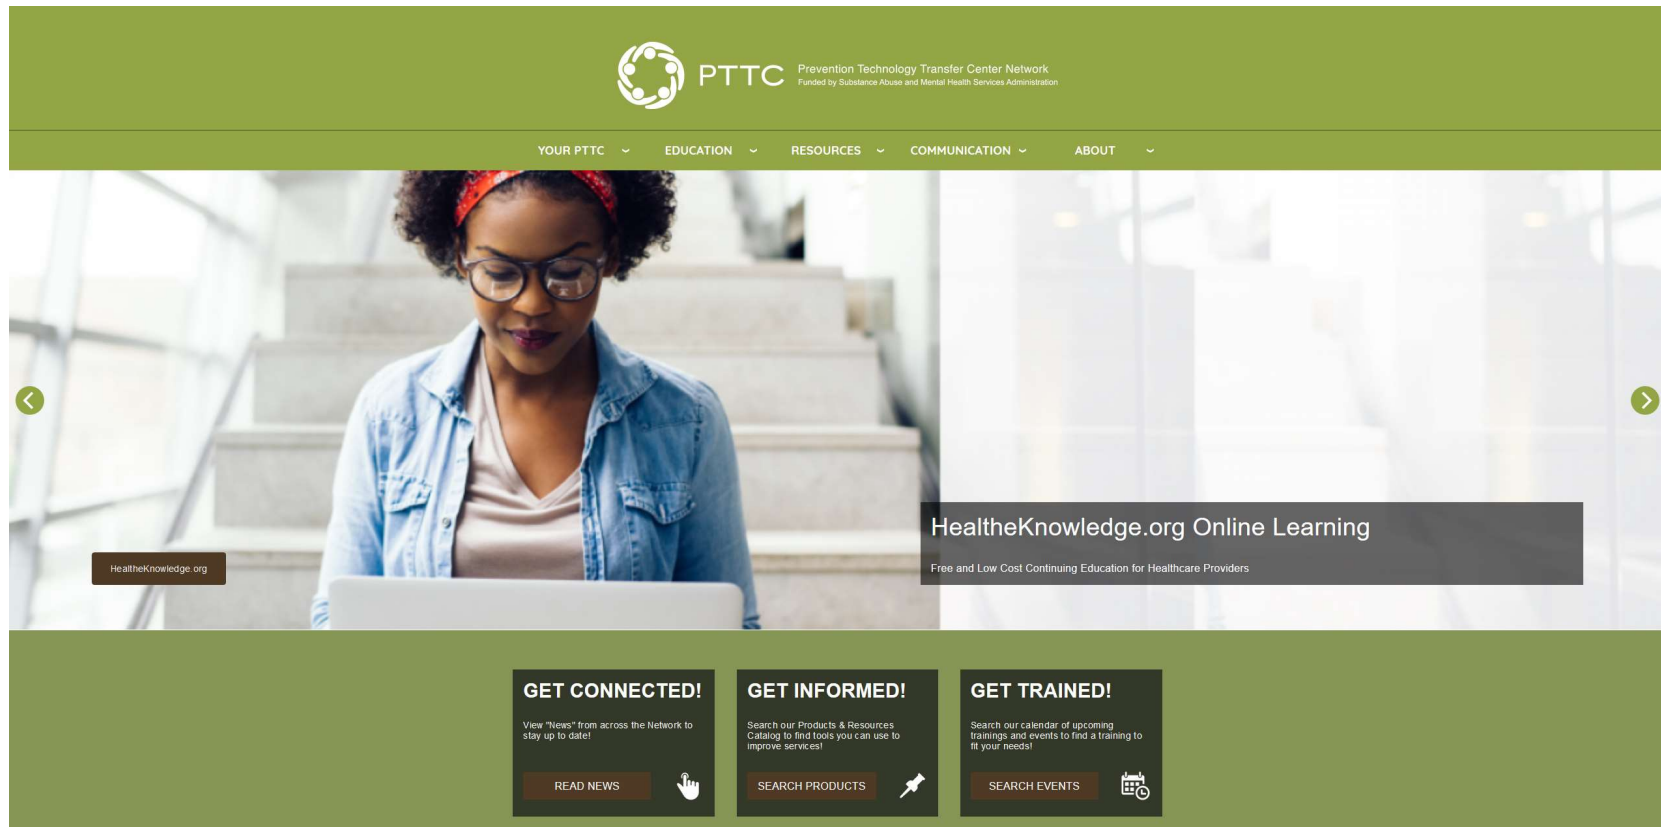 PTTC
Prevention Technology Transfer Center Network
Funded by Substance Abuse and Mental Health Services Administration
YOUR PTTC
EDUCATION
RESOURCES
COMMUNICATION
ABOUT
HealtheKnowledge.org
HealtheKnowledge.org Online Learning
Free and Low Cost Continuing Education for Healthcare Providers
GET CONNECTED!
View "News" from across the Network to
stay up to date!
READ NEWS
GET INFORMED!
Search our Products & Resources
Catalog to find tools you can use to
improve services!
SEARCH PRODUCTS
GET TRAINED!
Search our calendar of upcoming
trainings and events to find a training to
fit your needs!
SEARCH EVENTS